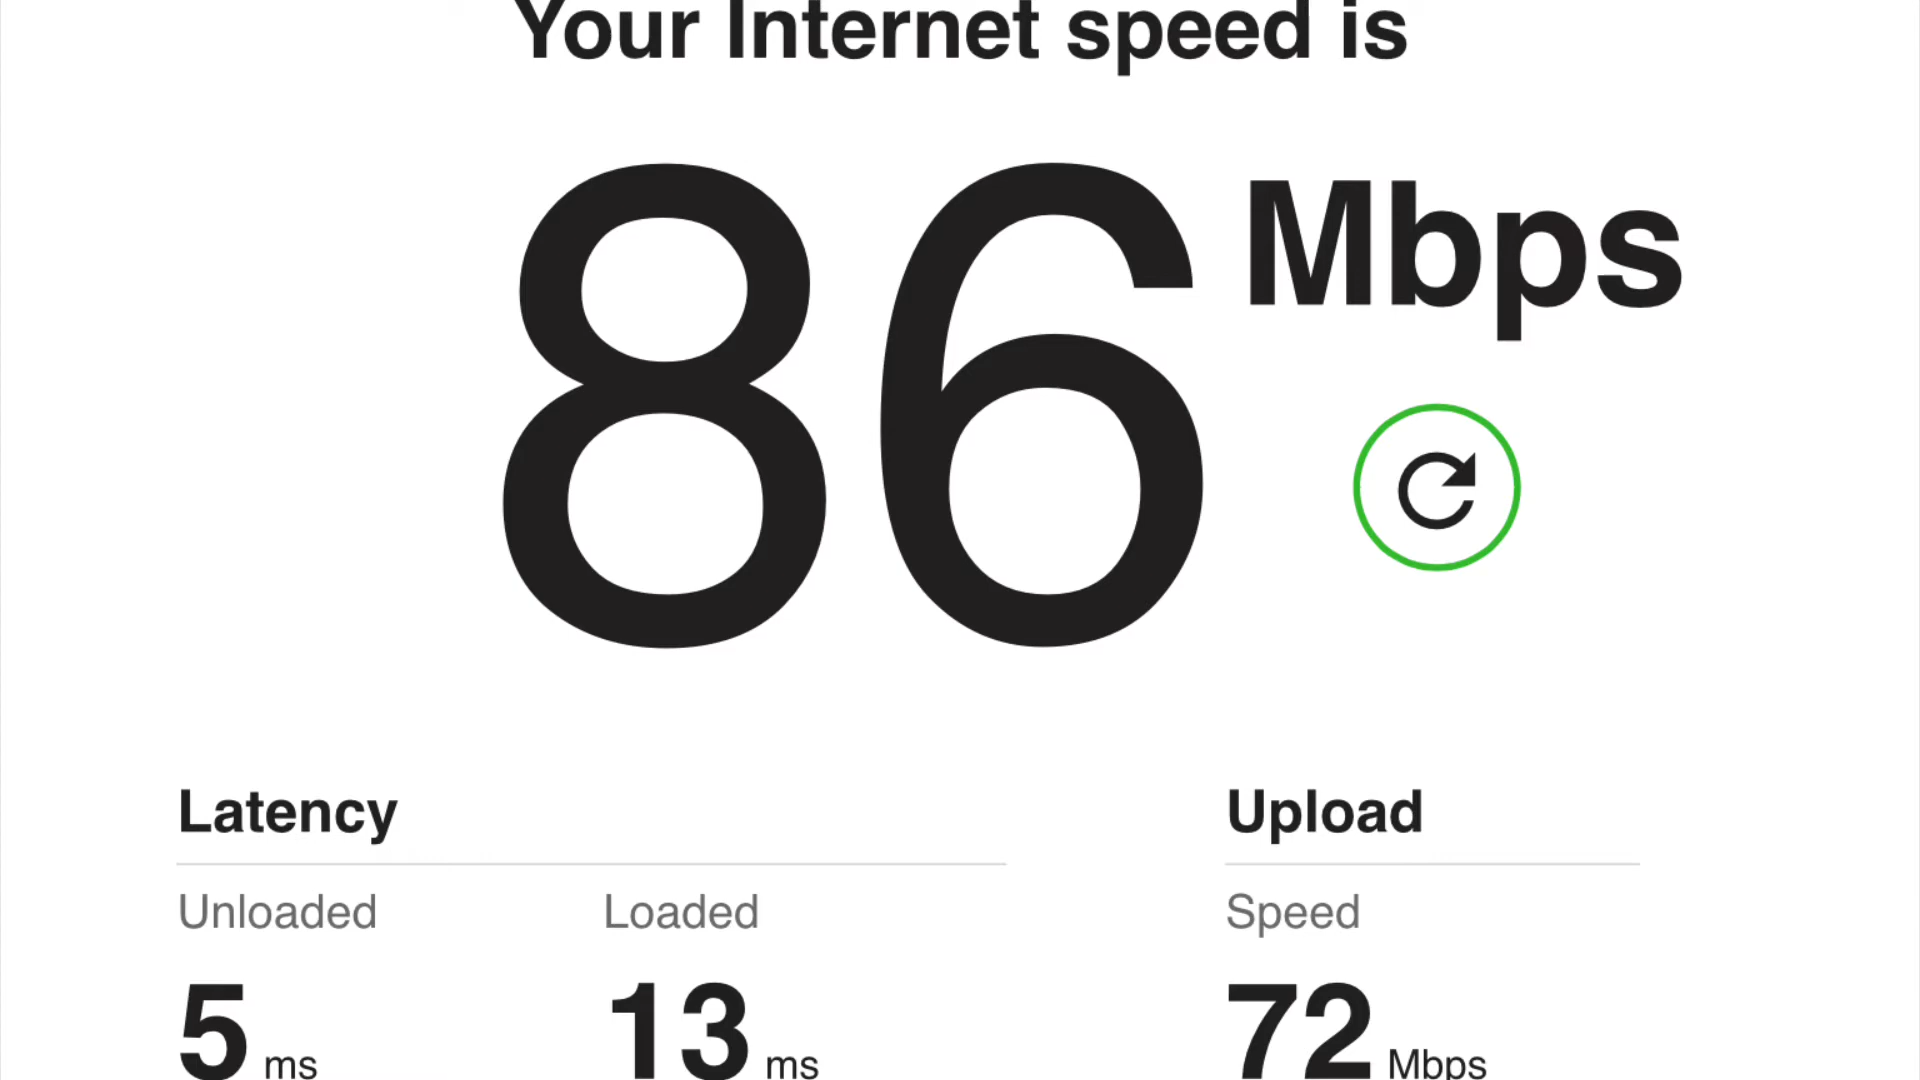 Your Internet speed is
86 Mbps
Latency
Upload
Unloaded
Loaded
Speed
5 ms
13 ms
72 Mbps